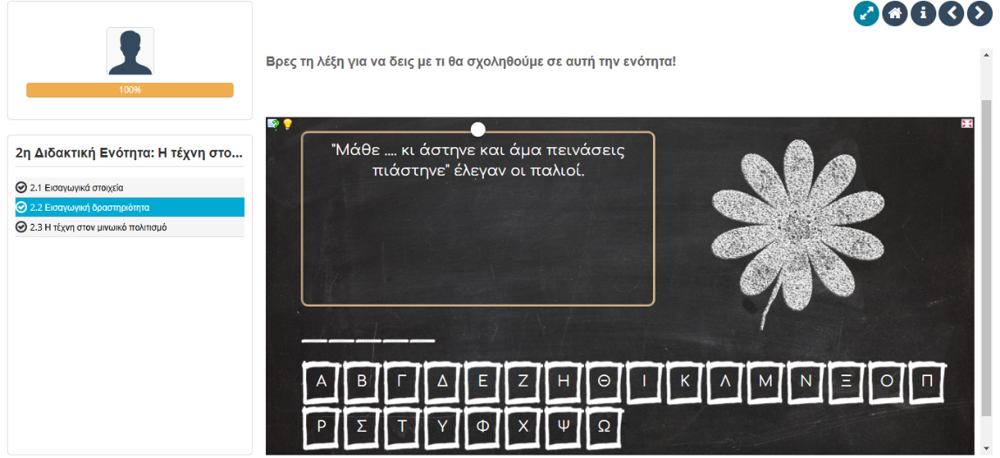 100%
2η Διδακτική Ενότητα: Η τέχνη στο...
2.1 Εισαγωγικά στοιχεία
2.2 Εισαγωγική δραστηριότητα
2.3 Η τέχνη στον μινωικό πολιτισμό
Βρες τη λέξη για να δεις με τι θα σχοληθούμε σε αυτή την ενότητα!
"Μάθε .... κι άστηνε και άμα πεινάσεις
πιάστηνε" έλεγαν οι παλιοί.
Α Β Γ Δ Ε Ζ Η Θ Ι Κ Λ Μ Ν Ξ Ο Π
Ρ Σ Τ Υ Φ Χ Ψ Ω